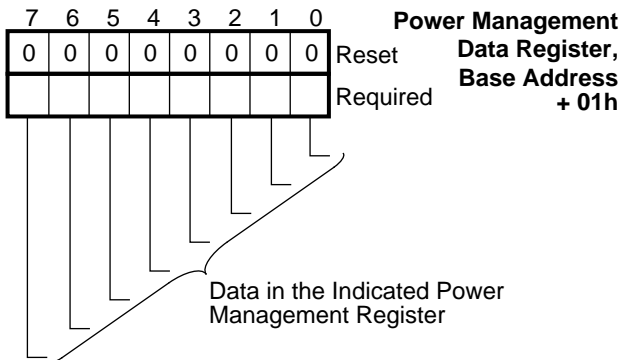 7 6 5 4 3 2 1 0
Power Management
0 0 0 0 0 0 0 0 Reset
Data Register,
Base Address
Required
+ 01h
Data in the Indicated Power
Management Register